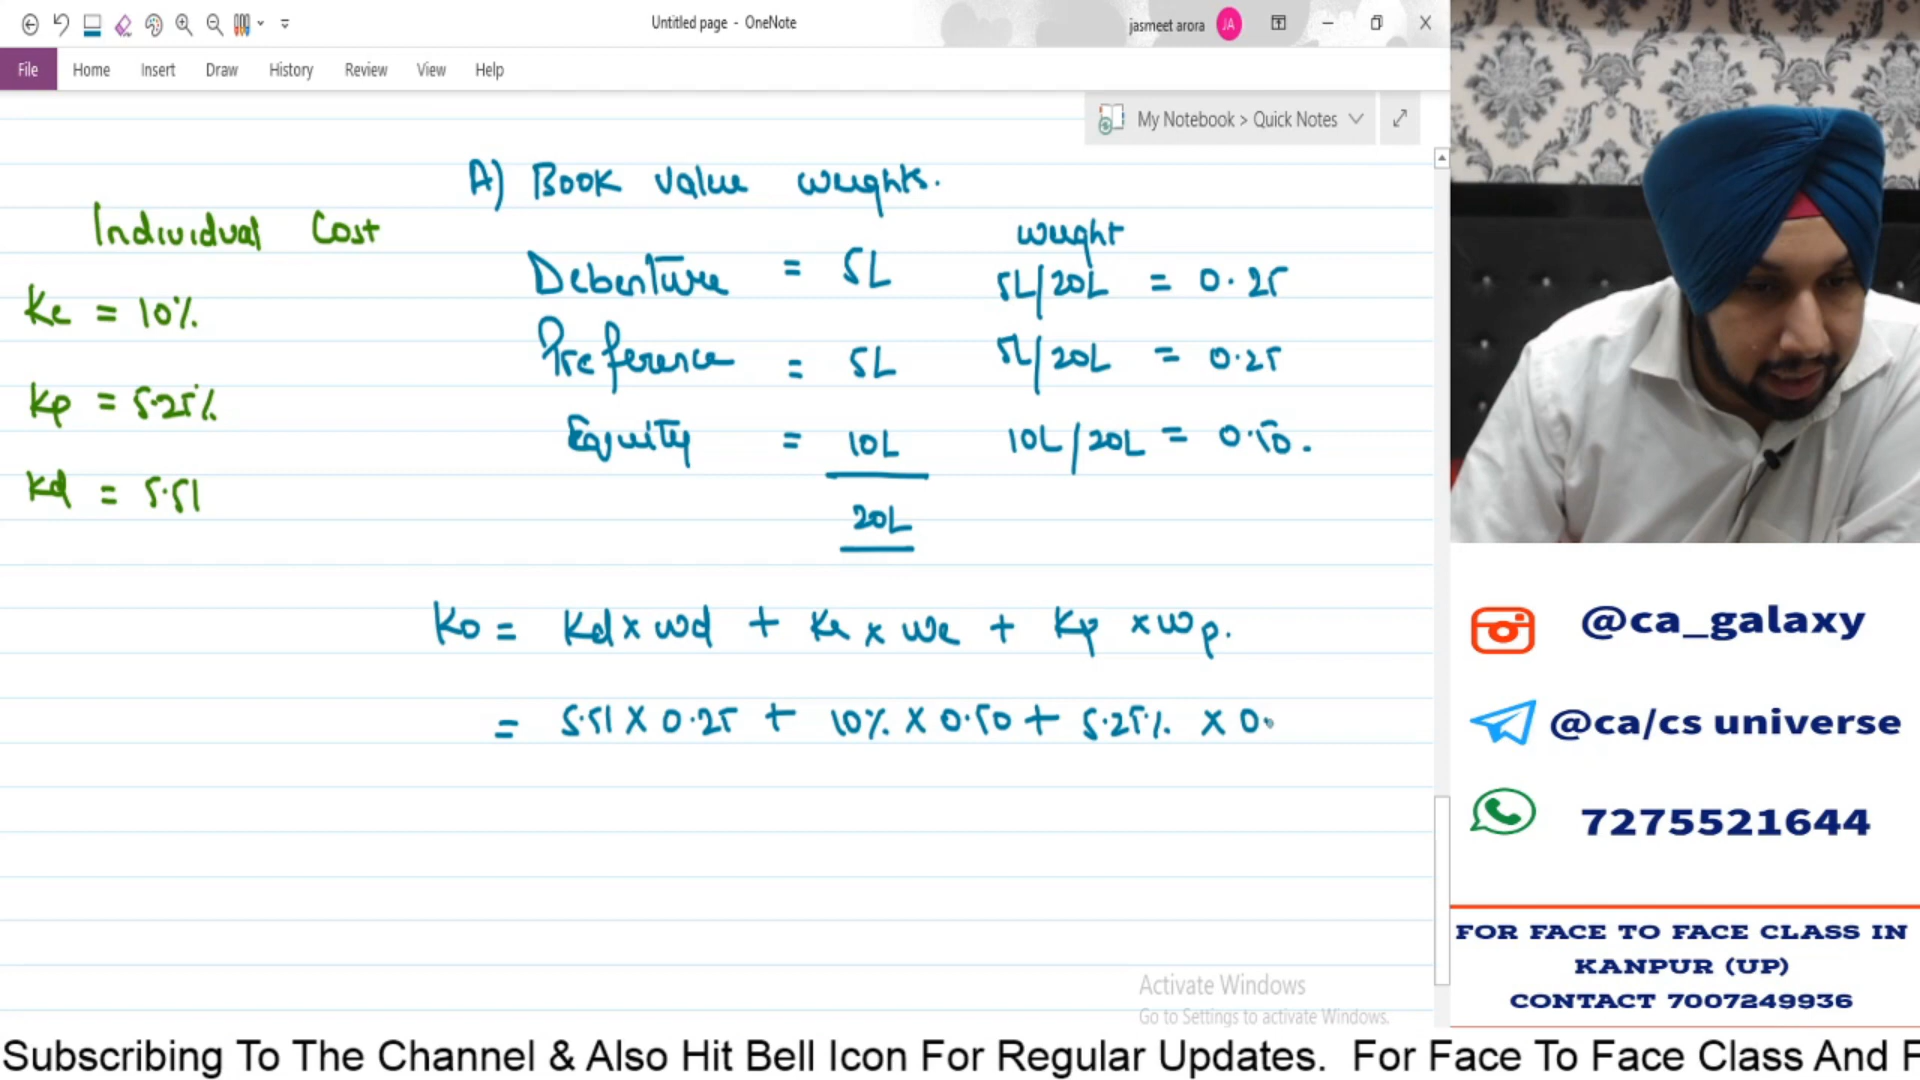 Untitled page - OneNote
jasmeet arora JA
File Home Insert Draw History Review View Help
My Notebook > Quick Notes
A) Book value weights.
Individual Cost
weight
Debenture = 5L 5L/20L = 0.25
Ke = 10%
Preference = 5L 5L/20L = 0.25
Kp = 5.25%
Equity = 10L 10L/20L = 0.50.
Kd = 5.51
20L
Ko = Kd x wd + Ke x we + Kp x wp.
= 5.51 x 0.25 + 10% x 0.50 + 5.25% x 0.
@ca_galaxy
@ca/cs universe
7275521644
FOR FACE TO FACE CLASS IN
KANPUR (UP)
CONTACT 7007249936
Activate Windows
Go to Settings to activate Windows.
Subscribing To The Channel & Also Hit Bell Icon For Regular Updates. For Face To Face Class And F